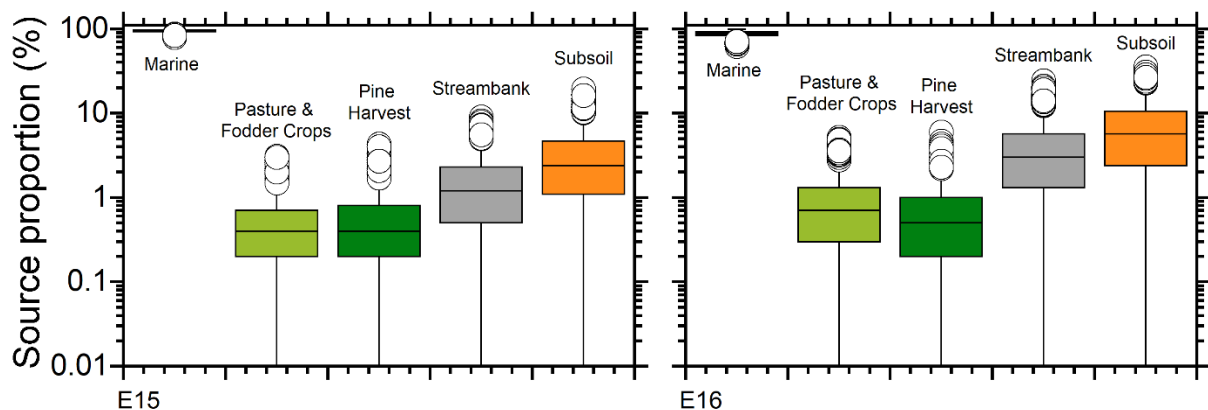 Source proportion (%)
100
10
1
0.1
0.01
Marine
Pasture &
Fodder Crops
Pine
Harvest
Streambank
Subsoil
E15
Marine
Pasture &
Fodder Crops
Pine
Harvest
Streambank
Subsoil
E16